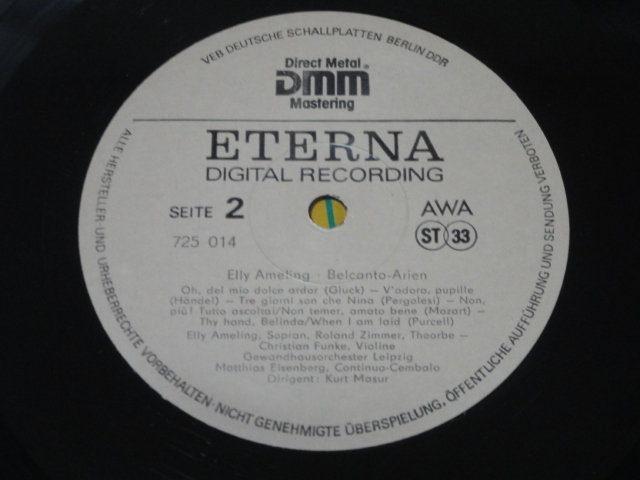 VEB DEUTSCHE SCHALLPLATTEN BERLIN DDR
Direct Metal®
DMM
Mastering
ETERNA
DIGITAL RECORDING
SEITE 2
AWA
725 014
ST 33
Elly Ameling · Belcanto-Arien
Oh, del mio dolce ardor (Gluck) — V'adoro, pupille
(Händel) — Tre giorni son che Nina (Pergolesi) — Non,
più! Tutto ascoltai/Non temer, amato bene (Mozart) —
Thy hand, Belinda/When I am laid (Purcell)
Elly Ameling, Sopran, Roland Zimmer, Theorbe —
Christian Funke, Violine
Gewandhausorchester Leipzig
Matthias Eisenberg, Continuo-Cembalo
Dirigent: Kurt Masur
ALLE HERSTELLER- UND URHEBERRECHTE VORBEHALTEN · NICHT GENEHMIGTE ÜBERSPIELUNG, ÖFFENTLICHE AUFFÜHRUNG UND SENDUNG VERBOTEN